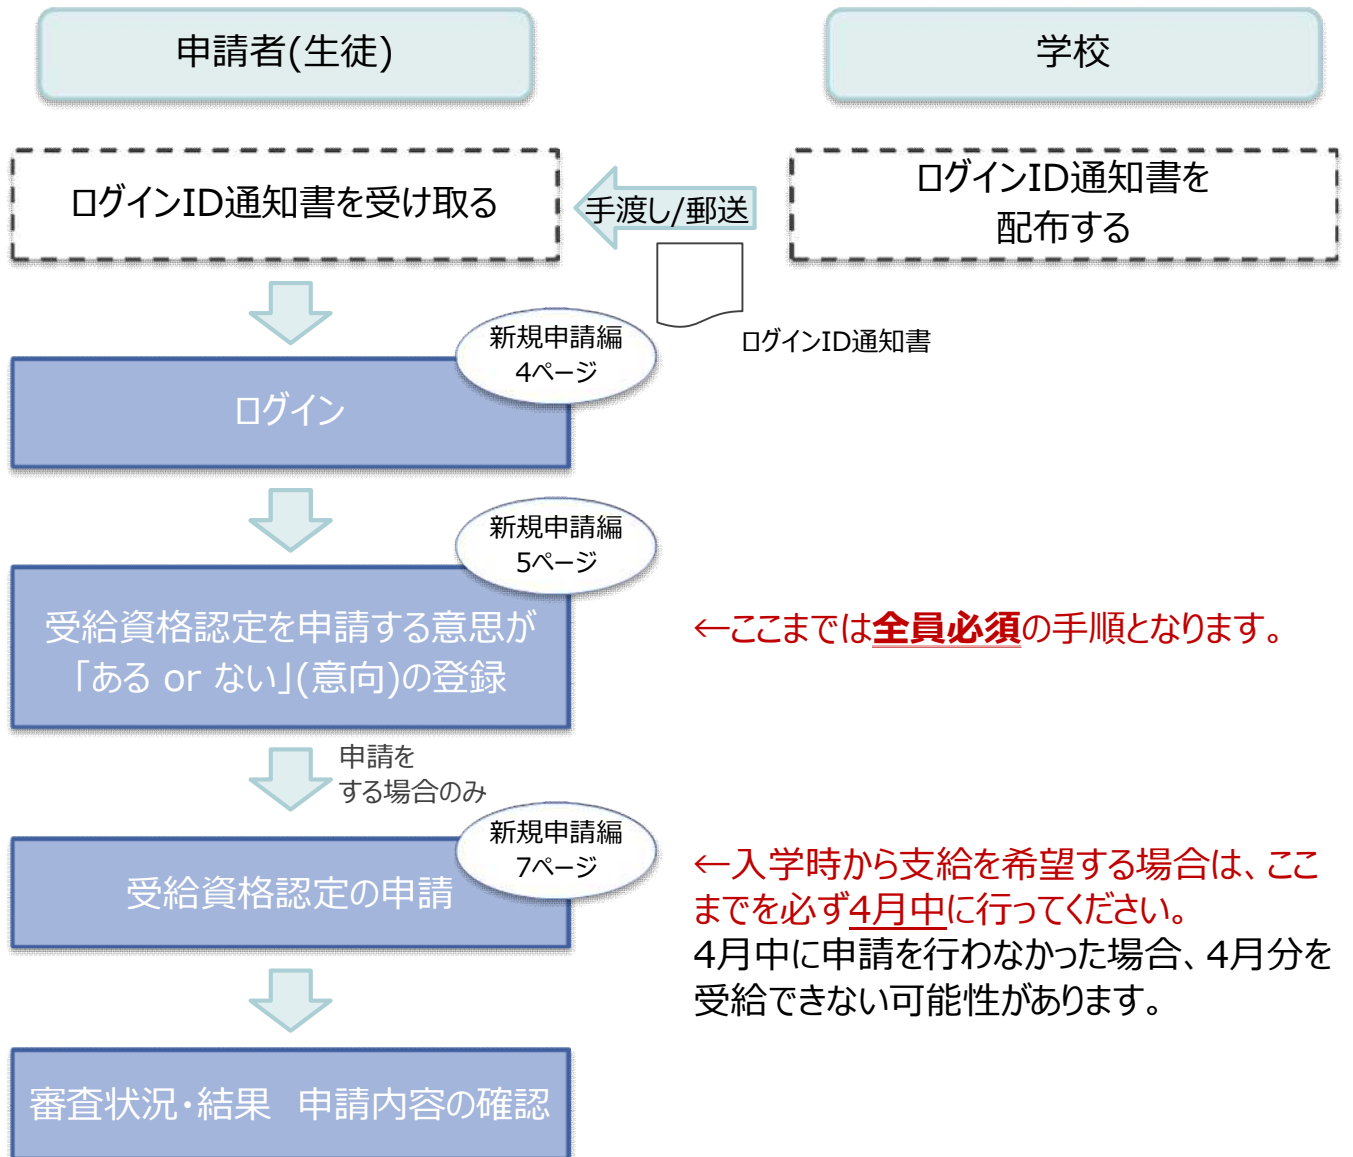 申請者(生徒)
学校
ログインID通知書を受け取る
手渡し/郵送
ログインID通知書を
配布する
ログインID通知書
新規申請編
4ページ
ログイン
新規申請編
5ページ
受給資格認定を申請する意思が
「ある or ない」(意向)の登録
←ここまでは全員必須の手順となります。
申請を
する場合のみ
新規申請編
7ページ
受給資格認定の申請
←入学時から支給を希望する場合は、ここ
までを必ず4月中に行ってください。
4月中に申請を行わなかった場合、4月分を
受給できない可能性があります。
審査状況・結果　申請内容の確認